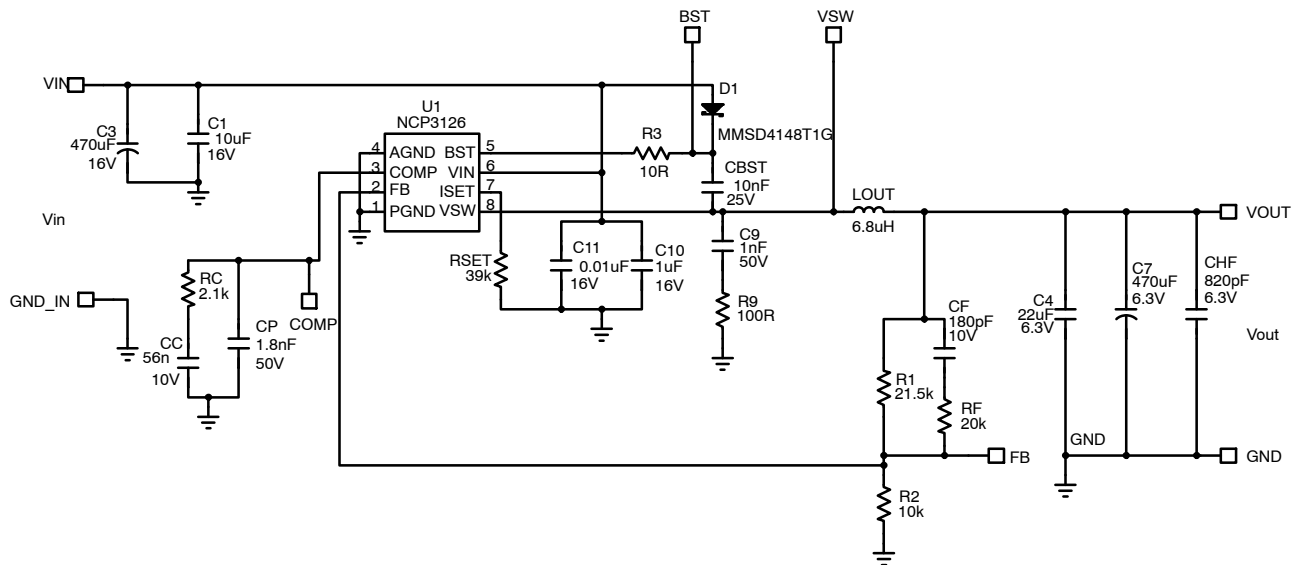 BST
VSW
VIN
D1
MMSD4148T1G
U1
NCP3126
C3
470uF
16V
C1
10uF
16V
4
AGND
BST
5
3
COMP
VIN
6
2
FB
ISET
7
1
PGND
VSW
8
R3
10R
CBST
10nF
25V
LOUT
6.8uH
VOUT
Vin
RSET
39k
C11
0.01uF
16V
C10
1uF
16V
C9
1nF
50V
R9
100R
RC
2.1k
CC
56n
10V
CP
1.8nF
50V
COMP
GND_IN
CF
180pF
10V
C4
22uF
6.3V
C7
470uF
6.3V
CHF
820pF
6.3V
Vout
R1
21.5k
RF
20k
FB
GND
GND
R2
10k